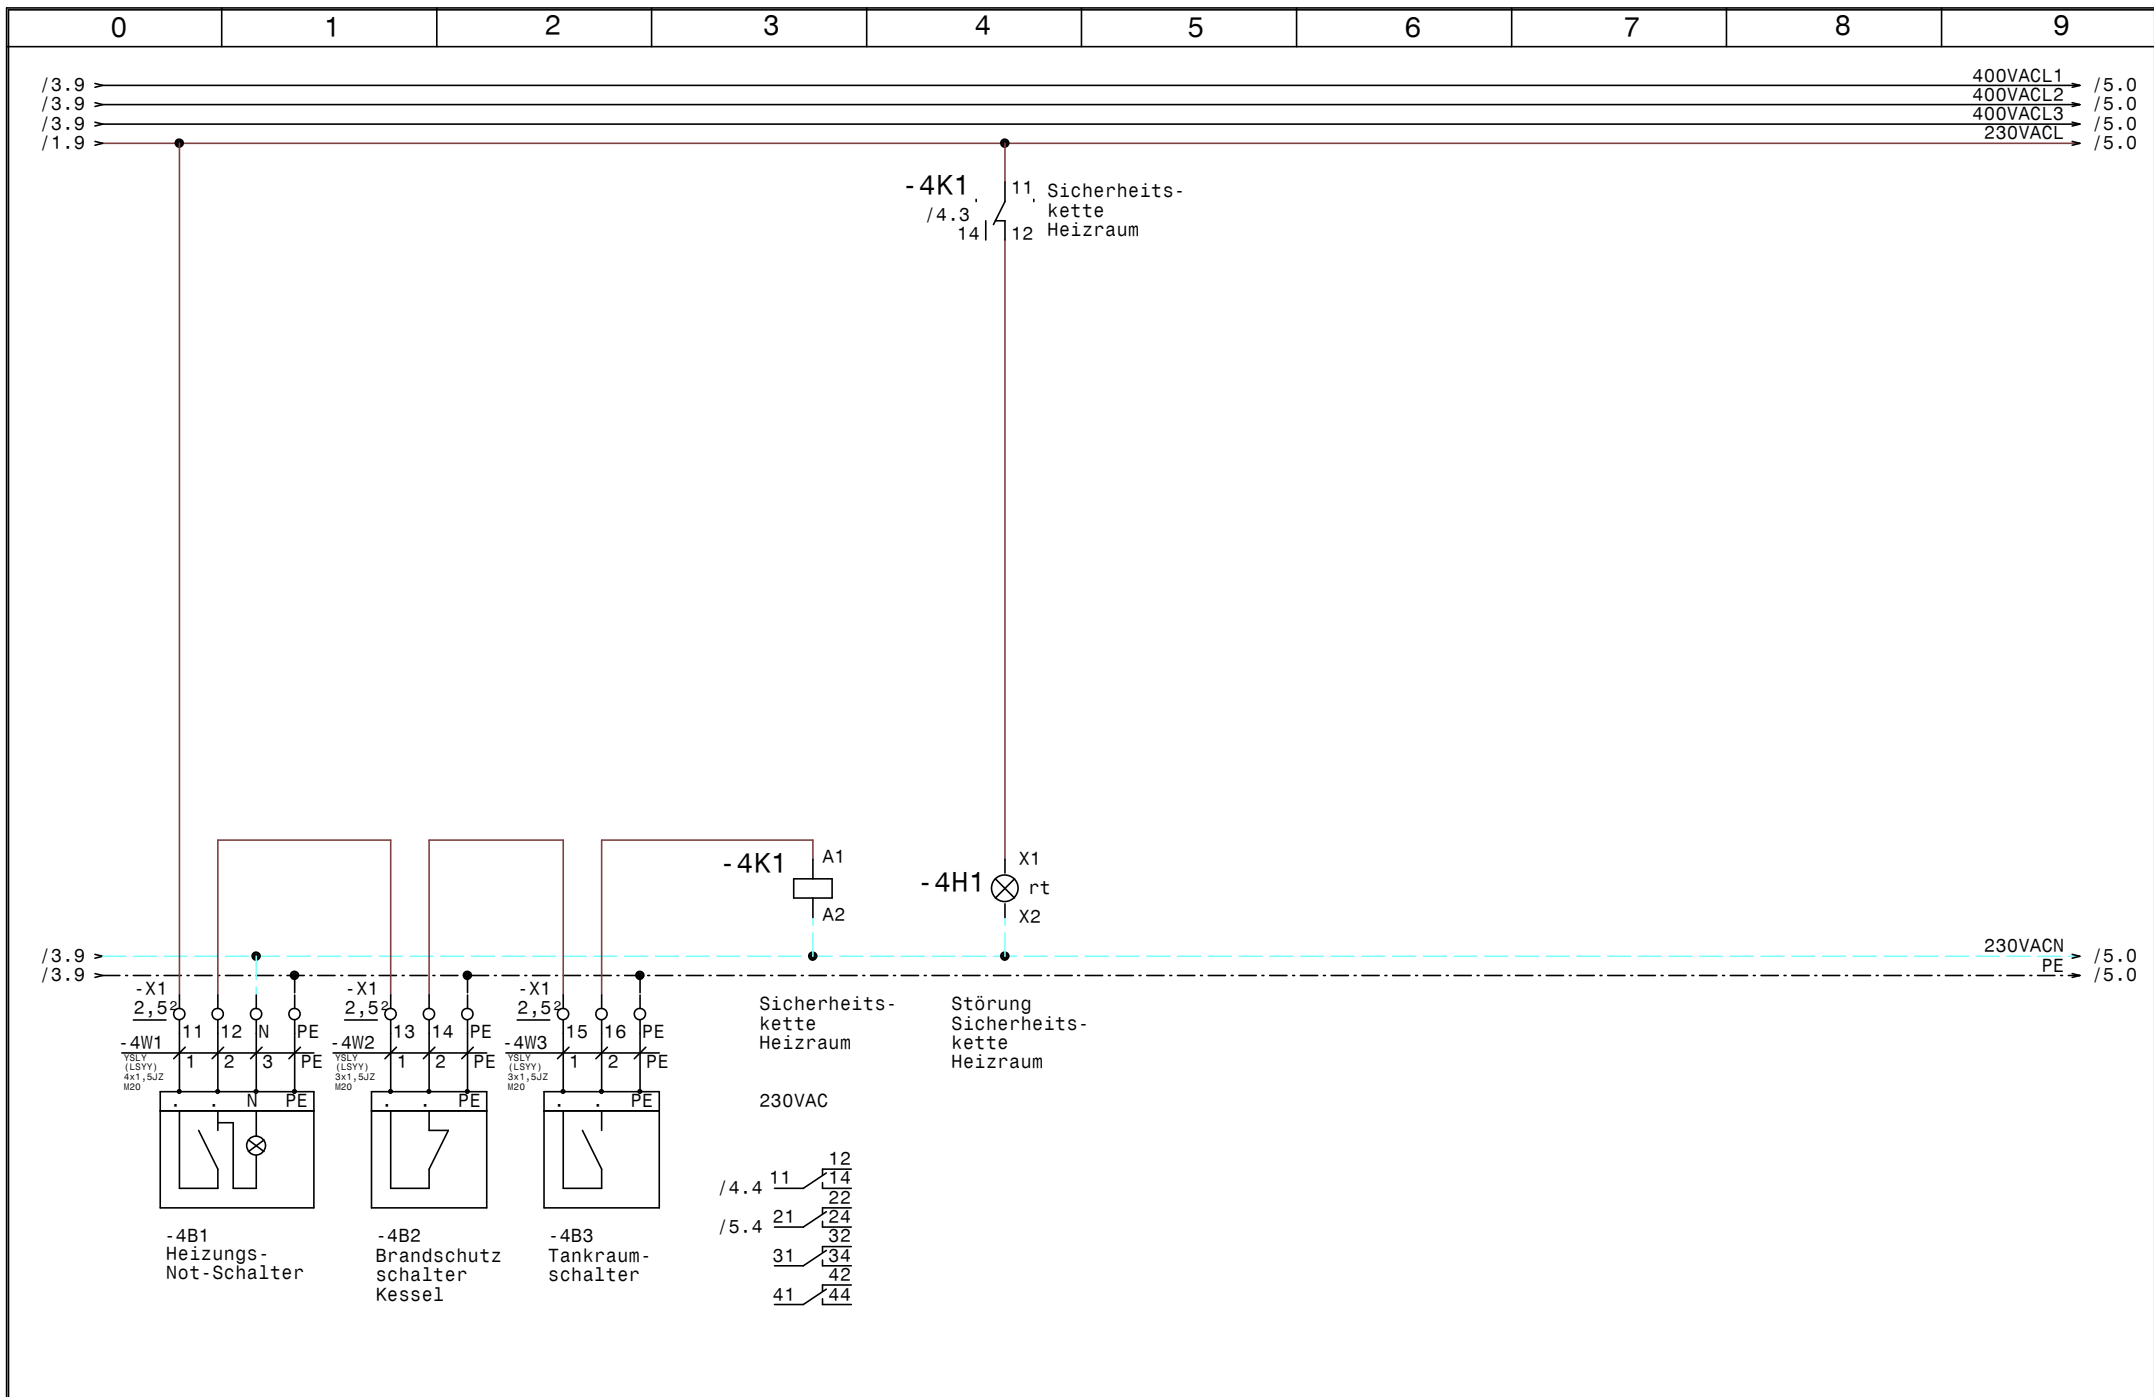 0 1 2 3 4 5 6 7 8 9
/3.9 400VACL1 /5.0
/3.9 400VACL2 /5.0
/3.9 400VACL3 /5.0
/1.9 230VACL /5.0
-4K1 11 Sicherheits-
/4.3 kette
14 12 Heizraum
-4K1 A1
A2
-4H1 X1
rt
X2
/3.9 230VACN /5.0
/3.9 PE /5.0
-X1
2,5²
11 12 N PE
-4W1
YSLY
(LSYY)
4x1,5JZ
M20
1 2 3 PE
. . N PE
-4B1
Heizungs-
Not-Schalter
-X1
2,5²
13 14 PE
-4W2
YSLY
(LSYY)
3x1,5JZ
M20
1 2 PE
. . PE
-4B2
Brandschutz
schalter
Kessel
-X1
2,5²
15 16 PE
-4W3
YSLY
(LSYY)
3x1,5JZ
M20
1 2 PE
. . PE
-4B3
Tankraum-
schalter
Sicherheits-
kette
Heizraum
230VAC
12
/4.4 11 14
22
/5.4 21 24
32
31 34
42
41 44
Störung
Sicherheits-
kette
Heizraum